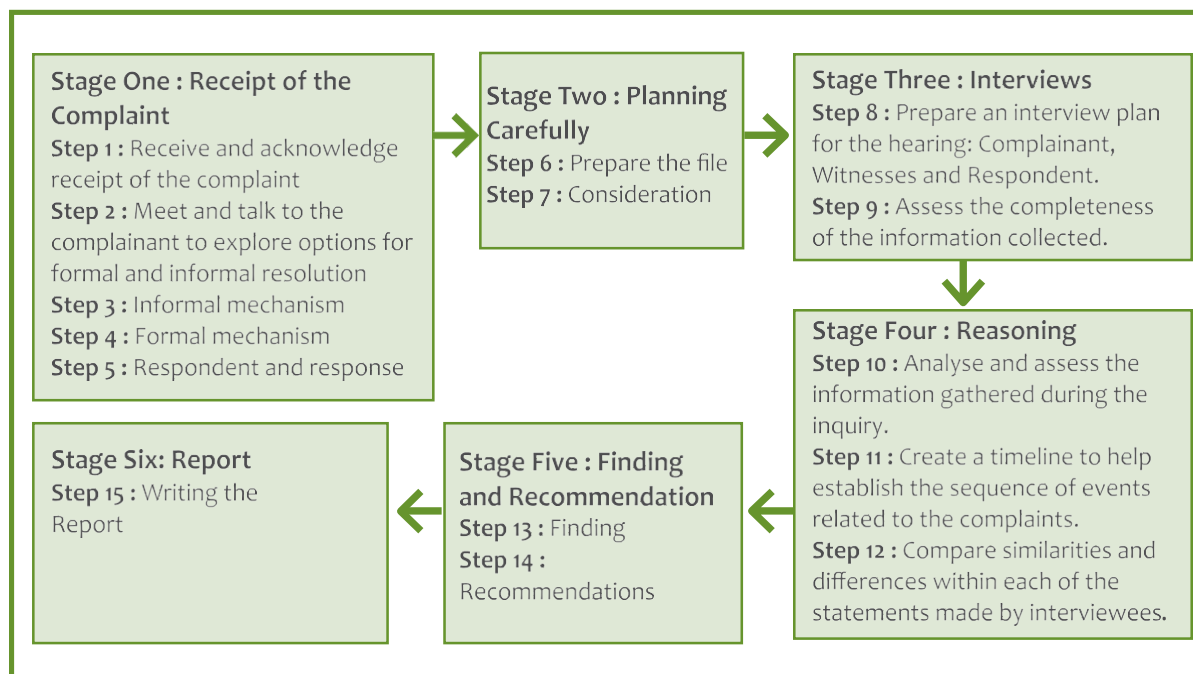 Stage One : Receipt of the
Complaint
Step 1 : Receive and acknowledge
receipt of the complaint
Step 2 : Meet and talk to the
complainant to explore options for
formal and informal resolution
Step 3 : Informal mechanism
Step 4 : Formal mechanism
Step 5 : Respondent and response
Stage Two : Planning
Carefully
Step 6 : Prepare the file
Step 7 : Consideration
Stage Three : Interviews
Step 8 : Prepare an interview plan
for the hearing: Complainant,
Witnesses and Respondent.
Step 9 : Assess the completeness
of the information collected.
Stage Four : Reasoning
Step 10 : Analyse and assess the
information gathered during the
inquiry.
Step 11 : Create a timeline to help
establish the sequence of events
related to the complaints.
Step 12 : Compare similarities and
differences within each of the
statements made by interviewees.
Stage Five : Finding
and Recommendation
Step 13 : Finding
Step 14 :
Recommendations
Stage Six: Report
Step 15 : Writing the
Report